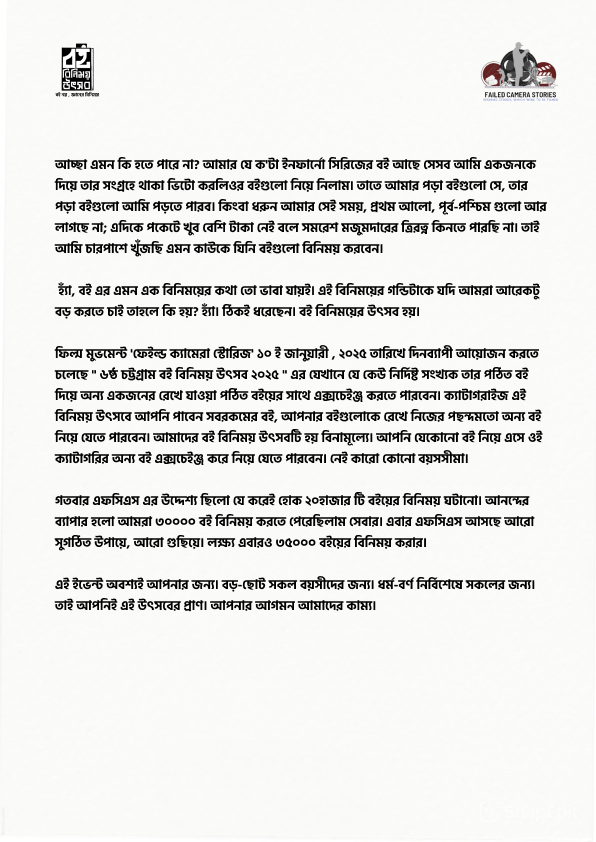 বই
বিনিময়
উৎসব
বই নয়, জ্ঞানের বিনিময়
FAILED CAMERA STORIES
আচ্ছা এমন কি হতে পারে না? আমার যে ক'টা ইনফার্নো সিরিজের বই আছে সেসব আমি একজনকে
দিয়ে তার সংগ্রহে থাকা ভিটো করলিওর বইগুলো নিয়ে নিলাম। তাতে আমার পড়া বইগুলো সে, তার
পড়া বইগুলো আমি পড়তে পারব। কিংবা ধরুন আমার সেই সময়, প্রথম আলো, পূর্ব-পশ্চিম গুলো আর
লাগছে না; এদিকে পকেটে খুব বেশি টাকা নেই বলে সমরেশ মজুমদারের ত্রিরত্ন কিনতে পারছি না। তাই
আমি চারপাশে খুঁজছি এমন কাউকে যিনি বইগুলো বিনিময় করবেন।
হ্যাঁ, বই এর এমন এক বিনিময়ের কথা তো ভাবা যায়ই। এই বিনিময়ের গন্ডিটাকে যদি আমরা আরেকটু
বড় করতে চাই তাহলে কি হয়? হ্যাঁ। ঠিকই ধরেছেন। বই বিনিময়ের উৎসব হয়।
ফিল্ম মুভমেন্ট 'ফেইল্ড ক্যামেরা স্টোরিজ' ১০ ই জানুয়ারী , ২০২৫ তারিখে দিনব্যাপী আয়োজন করতে
চলেছে " ৬ষ্ঠ চট্টগ্রাম বই বিনিময় উৎসব ২০২৫ " এর যেখানে যে কেউ নির্দিষ্ট সংখ্যক তার পঠিত বই
দিয়ে অন্য একজনের রেখে যাওয়া পঠিত বইয়ের সাথে এক্সচেইঞ্জ করতে পারবেন। ক্যাটাগরাইজ এই
বিনিময় উৎসবে আপনি পাবেন সবরকমের বই, আপনার বইগুলোকে রেখে নিজের পছন্দমতো অন্য বই
নিয়ে যেতে পারবেন। আমাদের বই বিনিময় উৎসবটি হয় বিনামূল্যে। আপনি যেকোনো বই নিয়ে এসে ওই
ক্যাটাগরির অন্য বই এক্সচেইঞ্জ করে নিয়ে যেতে পারবেন। নেই কারো কোনো বয়সসীমা।
গতবার এফসিএস এর উদ্দেশ্য ছিলো যে করেই হোক ২০হাজার টি বইয়ের বিনিময় ঘটানো। আনন্দের
ব্যাপার হলো আমরা ৩০০০০ বই বিনিময় করতে পেরেছিলাম সেবার। এবার এফসিএস আসছে আরো
সুগঠিত উপায়ে, আরো গুছিয়ে। লক্ষ্য এবারও ৩৫০০০ বইয়ের বিনিময় করার।
এই ইভেন্ট অবশ্যই আপনার জন্য। বড়-ছোট সকল বয়সীদের জন্য। ধর্ম-বর্ণ নির্বিশেষে সকলের জন্য।
তাই আপনিই এই উৎসবের প্রাণ। আপনার আগমন আমাদের কাম্য।